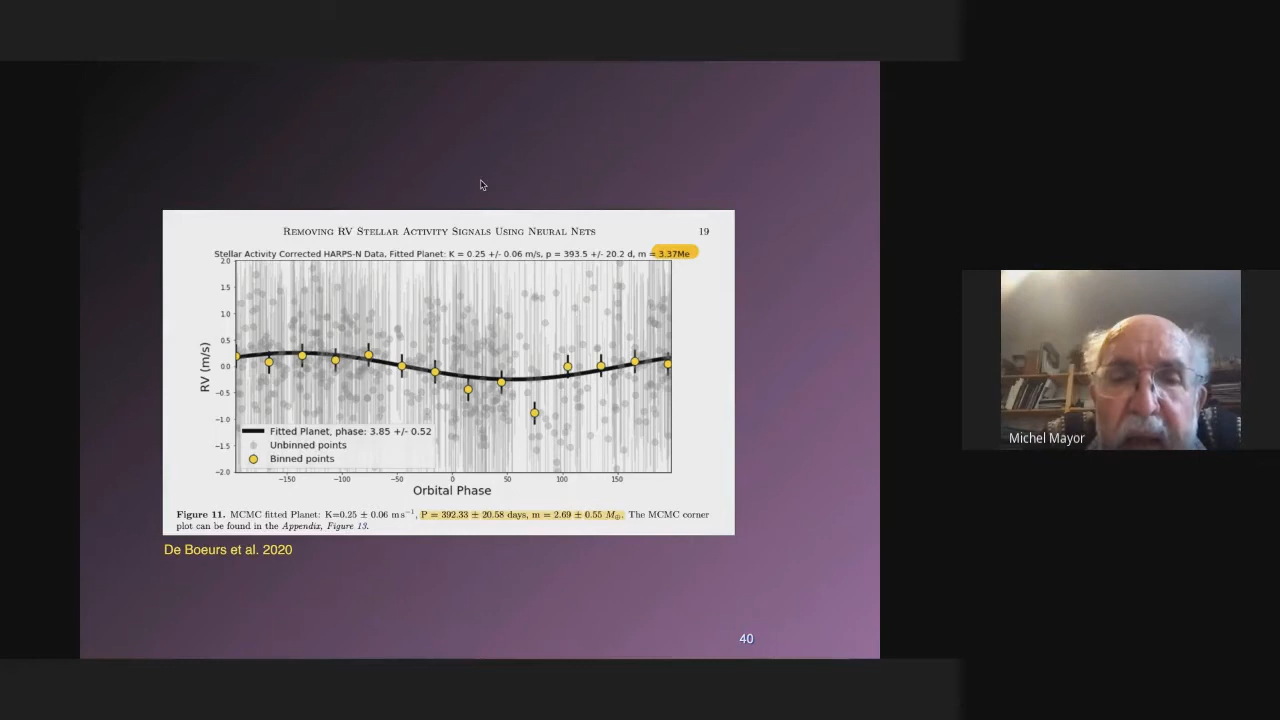 REMOVING RV STELLAR ACTIVITY SIGNALS USING NEURAL NETS 19
Stellar Activity Corrected HARPS-N Data, Fitted Planet: K = 0.25 +/- 0.06 m/s, p = 393.5 +/- 20.2 d, m = 3.37Me
2.0
1.5
1.0
0.5
0.0
−0.5
−1.0
−1.5
−2.0
RV (m/s)
Fitted Planet, phase: 3.85 +/- 0.52
Unbinned points
Binned points
−150 −100 −50 0 50 100 150
Orbital Phase
Figure 11. MCMC fitted Planet: K=0.25 ± 0.06 m s⁻¹, P = 392.33 ± 20.58 days, m = 2.69 ± 0.55 M⊕. The MCMC corner
plot can be found in the Appendix, Figure 13.
De Boeurs et al. 2020
40
Michel Mayor